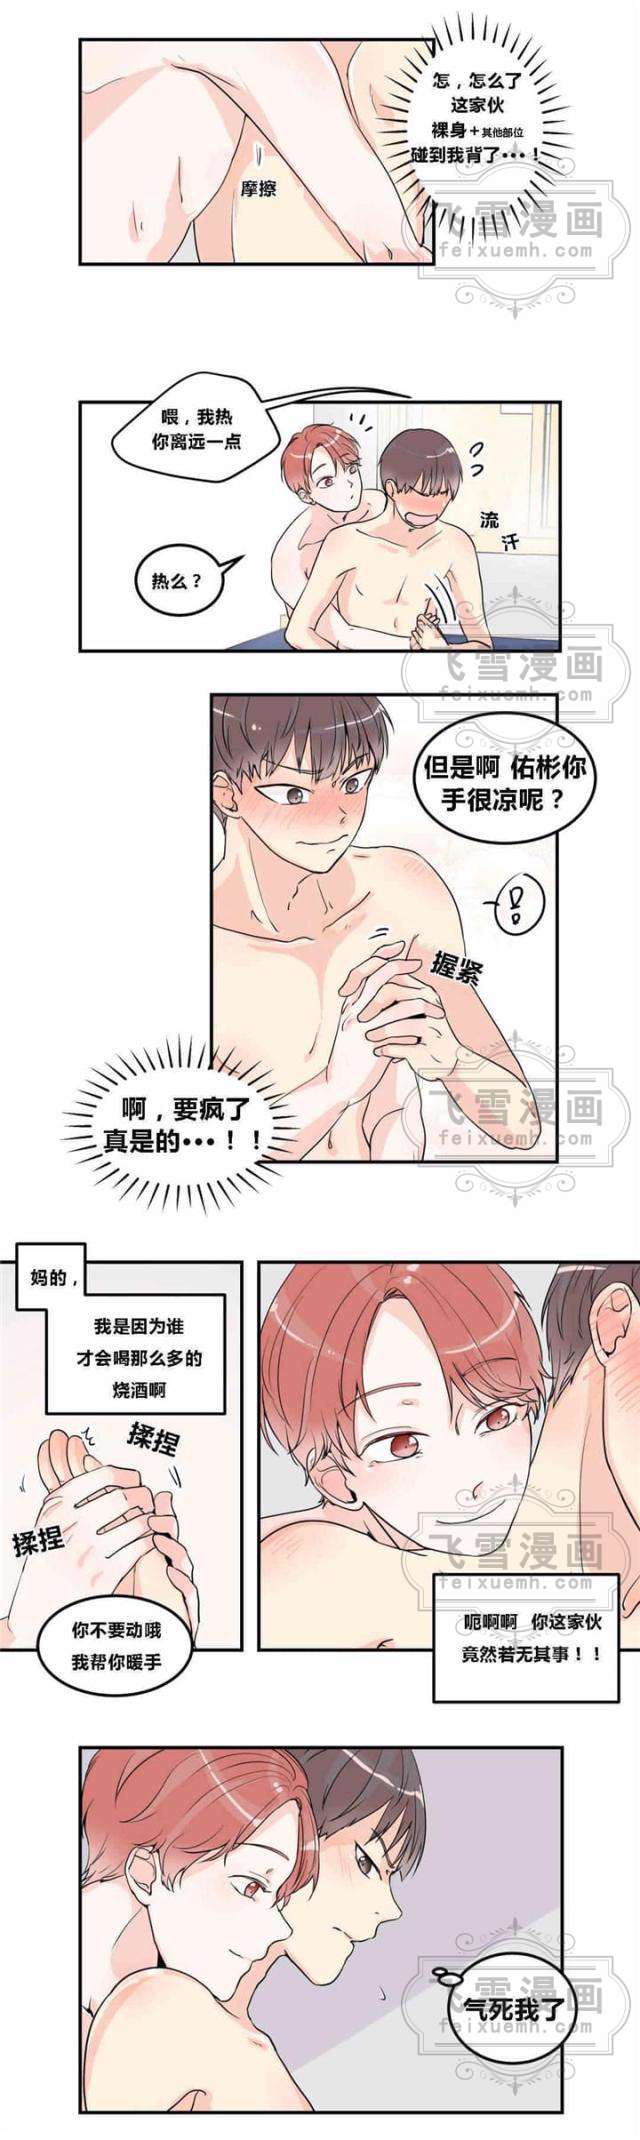 怎，怎么了
这家伙
裸身+其他部位
碰到我背了•••！
摩擦
飞雪漫画
feixuemh.com
喂，我热
你离远一点
流
汗
热么？
飞雪漫画
feixuemh.com
但是啊 佑彬你
手很凉呢？
握紧
啊，要疯了
真是的•••！！
飞雪漫画
feixuemh.com
妈的，
我是因为谁
才会喝那么多的
烧酒啊
揉捏
揉捏
你不要动哦
我帮你暖手
飞雪漫画
feixuemh.com
呃啊啊 你这家伙
竟然若无其事！！
气死我了
飞雪漫画
feixuemh.com